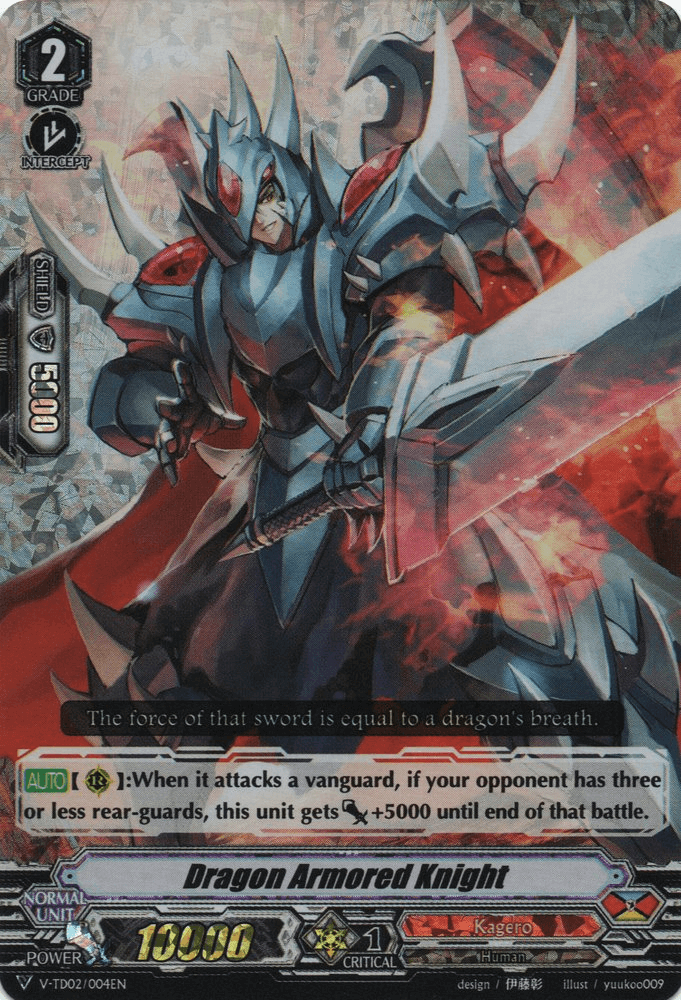 2
GRADE
INTERCEPT
SHIELD
5000
The force of that sword is equal to a dragon's breath.
AUTO【 】:When it attacks a vanguard, if your opponent has three
or less rear-guards, this unit gets +5000 until end of that battle.
Dragon Armored Knight
NORMAL
UNIT
POWER 10000
1
CRITICAL
Kagero
Human
V-TD02/004EN
design / 伊藤彰 illust / yuukoo009